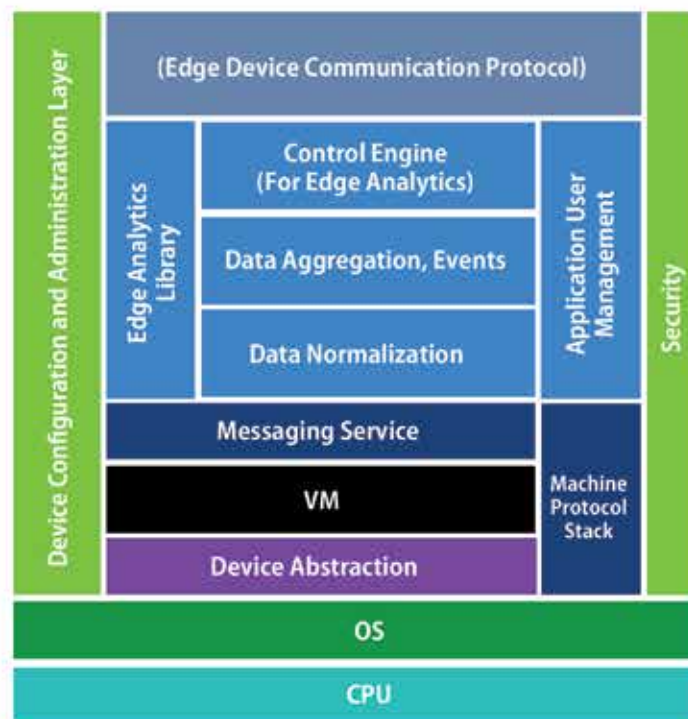 Device Configuration and Administration Layer
(Edge Device Communication Protocol)
Edge Analytics
Library
Control Engine
(For Edge Analytics)
Data Aggregation, Events
Data Normalization
Application User
Management
Security
Messaging Service
VM
Device Abstraction
Machine
Protocol
Stack
OS
CPU